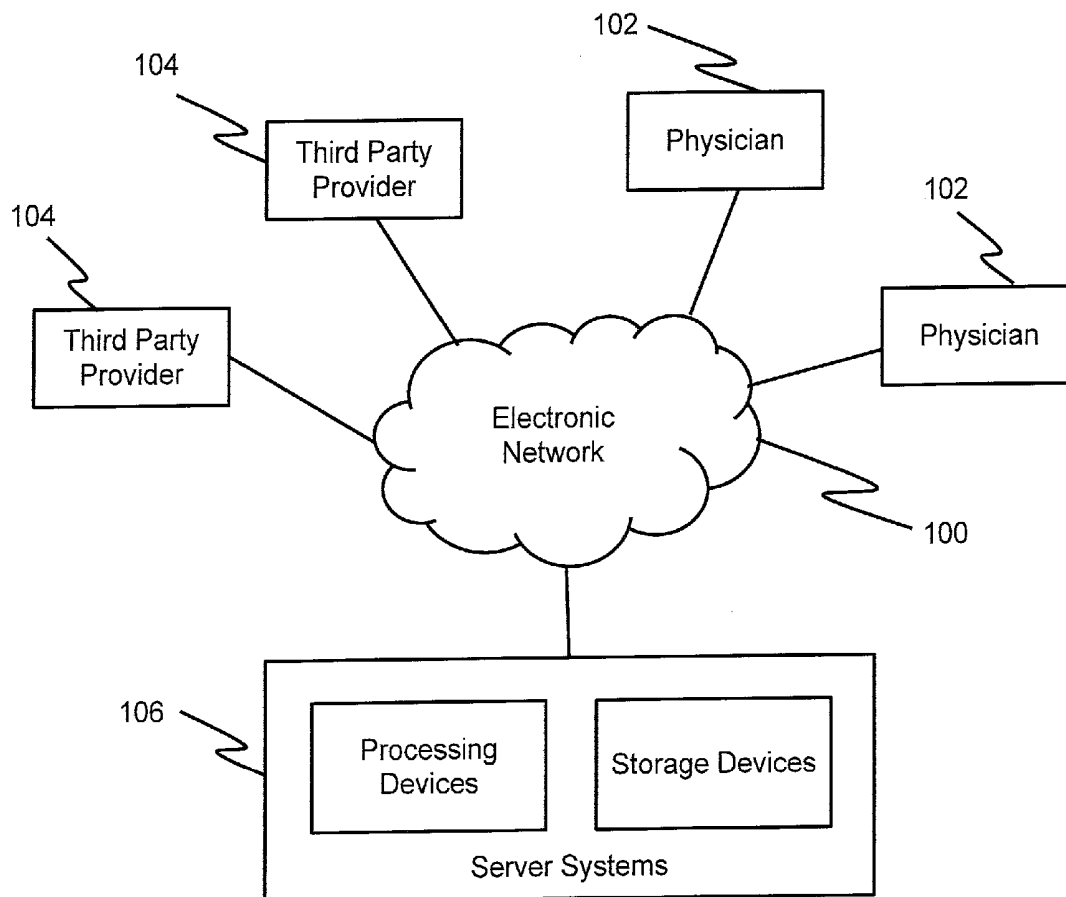 102
104
Third Party
Provider
Physician
102
104
Third Party
Provider
Physician
Electronic
Network
100
106
Processing
Devices
Storage Devices
Server Systems